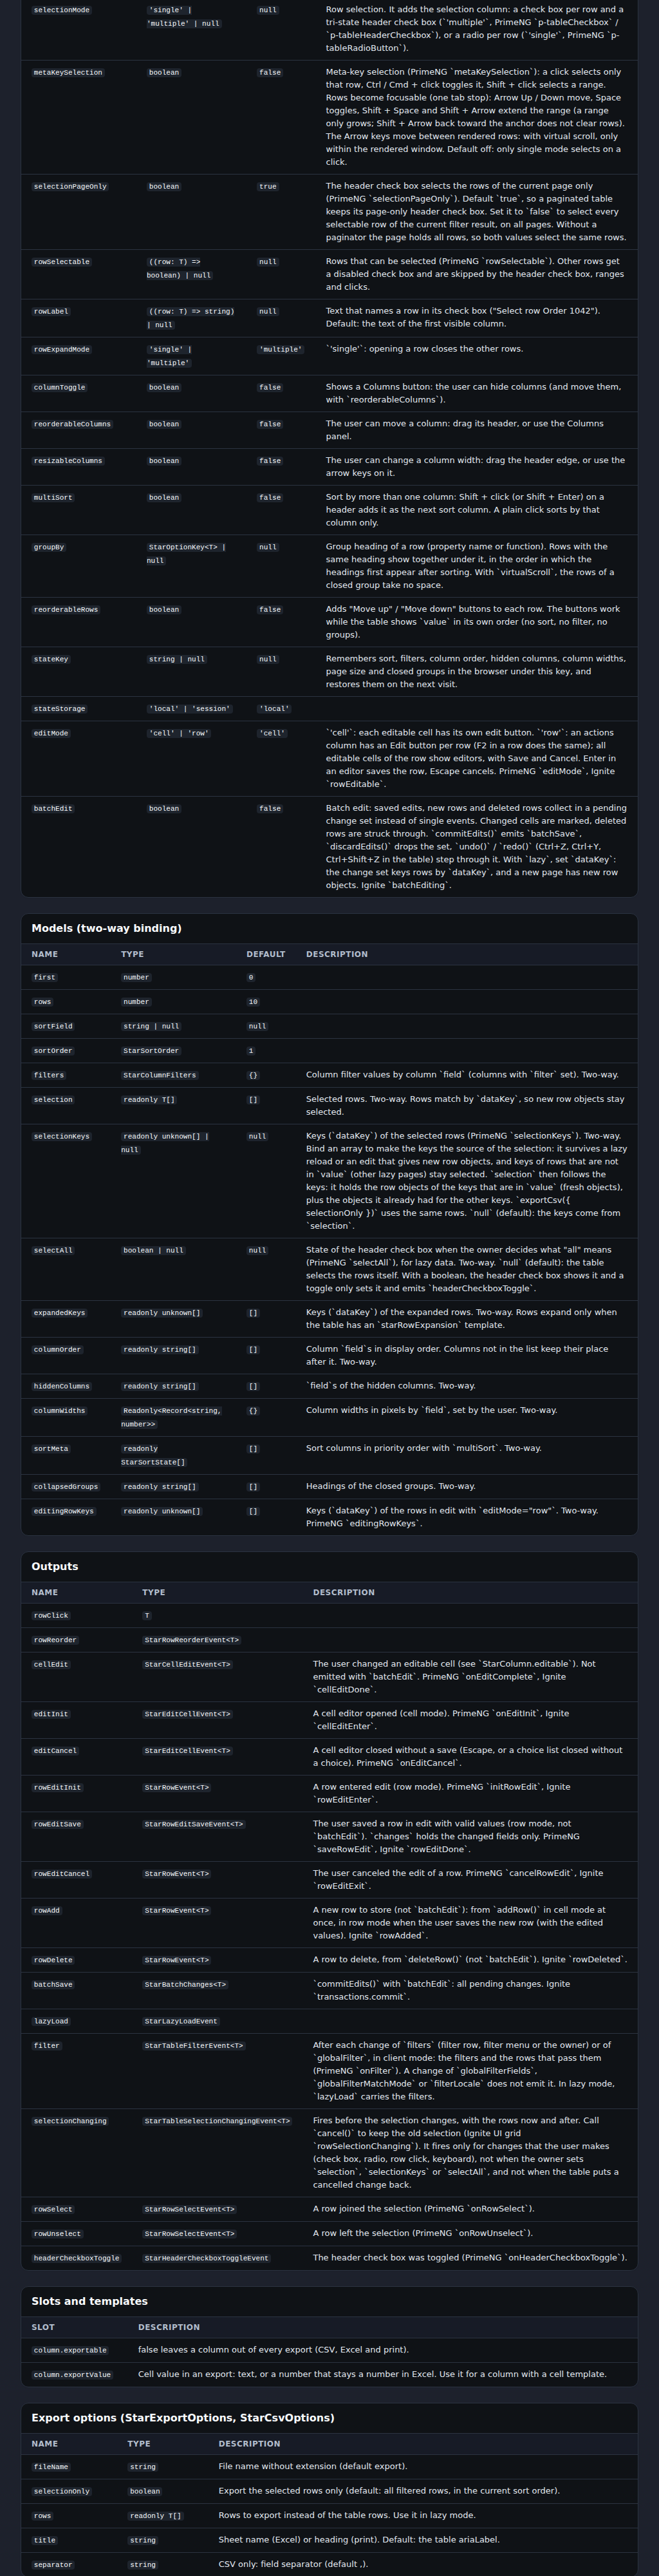 selectionMode 'single' | 'multiple' | null null Row selection. It adds the selection column: a check box per row and a
tri-state header check box (`'multiple'`, PrimeNG `p-tableCheckbox` /
`p-tableHeaderCheckbox`), or a radio per row (`'single'`, PrimeNG `p-
tableRadioButton`).
metaKeySelection boolean false Meta-key selection (PrimeNG `metaKeySelection`): a click selects only
that row, Ctrl / Cmd + click toggles it, Shift + click selects a range.
Rows become focusable (one tab stop): Arrow Up / Down move, Space
toggles, Shift + Space and Shift + Arrow extend the range (a range
only grows; Shift + Arrow back toward the anchor does not clear rows).
The Arrow keys move between rendered rows: with virtual scroll, only
within the rendered window. Default off: only single mode selects on a
click.
selectionPageOnly boolean true The header check box selects the rows of the current page only
(PrimeNG `selectionPageOnly`). Default `true`, so a paginated table
keeps its page-only header check box. Set it to `false` to select every
selectable row of the current filter result, on all pages. Without a
paginator the page holds all rows, so both values select the same rows.
rowSelectable ((row: T) => boolean) | null null Rows that can be selected (PrimeNG `rowSelectable`). Other rows get
a disabled check box and are skipped by the header check box, ranges
and clicks.
rowLabel ((row: T) => string) | null null Text that names a row in its check box ("Select row Order 1042").
Default: the text of the first visible column.
rowExpandMode 'single' | 'multiple' 'multiple' `'single'`: opening a row closes the other rows.
columnToggle boolean false Shows a Columns button: the user can hide columns (and move them,
with `reorderableColumns`).
reorderableColumns boolean false The user can move a column: drag its header, or use the Columns
panel.
resizableColumns boolean false The user can change a column width: drag the header edge, or use the
arrow keys on it.
multiSort boolean false Sort by more than one column: Shift + click (or Shift + Enter) on a
header adds it as the next sort column. A plain click sorts by that
column only.
groupBy StarOptionKey<T> | null null Group heading of a row (property name or function). Rows with the
same heading show together under it, in the order in which the
headings first appear after sorting. With `virtualScroll`, the rows of a
closed group take no space.
reorderableRows boolean false Adds "Move up" / "Move down" buttons to each row. The buttons work
while the table shows `value` in its own order (no sort, no filter, no
groups).
stateKey string | null null Remembers sort, filters, column order, hidden columns, column widths,
page size and closed groups in the browser under this key, and
restores them on the next visit.
stateStorage 'local' | 'session' 'local'
editMode 'cell' | 'row' 'cell' `'cell'`: each editable cell has its own edit button. `'row'`: an actions
column has an Edit button per row (F2 in a row does the same); all
editable cells of the row show editors, with Save and Cancel. Enter in
an editor saves the row, Escape cancels. PrimeNG `editMode`, Ignite
`rowEditable`.
batchEdit boolean false Batch edit: saved edits, new rows and deleted rows collect in a pending
change set instead of single events. Changed cells are marked, deleted
rows are struck through. `commitEdits()` emits `batchSave`,
`discardEdits()` drops the set, `undo()` / `redo()` (Ctrl+Z, Ctrl+Y,
Ctrl+Shift+Z in the table) step through it. With `lazy`, set `dataKey`:
the change set keys rows by `dataKey`, and a new page has new row
objects. Ignite `batchEditing`.
Models (two-way binding)
NAME TYPE DEFAULT DESCRIPTION
first number 0
rows number 10
sortField string | null null
sortOrder StarSortOrder 1
filters StarColumnFilters {} Column filter values by column `field` (columns with `filter` set). Two-way.
selection readonly T[] [] Selected rows. Two-way. Rows match by `dataKey`, so new row objects stay
selected.
selectionKeys readonly unknown[] | null null Keys (`dataKey`) of the selected rows (PrimeNG `selectionKeys`). Two-way.
Bind an array to make the keys the source of the selection: it survives a lazy
reload or an edit that gives new row objects, and keys of rows that are not
in `value` (other lazy pages) stay selected. `selection` then follows the
keys: it holds the row objects of the keys that are in `value` (fresh objects),
plus the objects it already had for the other keys. `exportCsv({
selectionOnly })` uses the same rows. `null` (default): the keys come from
`selection`.
selectAll boolean | null null State of the header check box when the owner decides what "all" means
(PrimeNG `selectAll`), for lazy data. Two-way. `null` (default): the table
selects the rows itself. With a boolean, the header check box shows it and a
toggle only sets it and emits `headerCheckboxToggle`.
expandedKeys readonly unknown[] [] Keys (`dataKey`) of the expanded rows. Two-way. Rows expand only when
the table has an `starRowExpansion` template.
columnOrder readonly string[] [] Column `field`s in display order. Columns not in the list keep their place
after it. Two-way.
hiddenColumns readonly string[] [] `field`s of the hidden columns. Two-way.
columnWidths Readonly<Record<string, number>> {} Column widths in pixels by `field`, set by the user. Two-way.
sortMeta readonly StarSortState[] [] Sort columns in priority order with `multiSort`. Two-way.
collapsedGroups readonly string[] [] Headings of the closed groups. Two-way.
editingRowKeys readonly unknown[] [] Keys (`dataKey`) of the rows in edit with `editMode="row"`. Two-way.
PrimeNG `editingRowKeys`.
Outputs
NAME TYPE DESCRIPTION
rowClick T
rowReorder StarRowReorderEvent<T>
cellEdit StarCellEditEvent<T> The user changed an editable cell (see `StarColumn.editable`). Not
emitted with `batchEdit`. PrimeNG `onEditComplete`, Ignite
`cellEditDone`.
editInit StarEditCellEvent<T> A cell editor opened (cell mode). PrimeNG `onEditInit`, Ignite
`cellEditEnter`.
editCancel StarEditCellEvent<T> A cell editor closed without a save (Escape, or a choice list closed without
a choice). PrimeNG `onEditCancel`.
rowEditInit StarRowEvent<T> A row entered edit (row mode). PrimeNG `initRowEdit`, Ignite
`rowEditEnter`.
rowEditSave StarRowEditSaveEvent<T> The user saved a row in edit with valid values (row mode, not
`batchEdit`). `changes` holds the changed fields only. PrimeNG
`saveRowEdit`, Ignite `rowEditDone`.
rowEditCancel StarRowEvent<T> The user canceled the edit of a row. PrimeNG `cancelRowEdit`, Ignite
`rowEditExit`.
rowAdd StarRowEvent<T> A new row to store (not `batchEdit`): from `addRow()` in cell mode at
once, in row mode when the user saves the new row (with the edited
values). Ignite `rowAdded`.
rowDelete StarRowEvent<T> A row to delete, from `deleteRow()` (not `batchEdit`). Ignite `rowDeleted`.
batchSave StarBatchChanges<T> `commitEdits()` with `batchEdit`: all pending changes. Ignite
`transactions.commit`.
lazyLoad StarLazyLoadEvent
filter StarTableFilterEvent<T> After each change of `filters` (filter row, filter menu or the owner) or of
`globalFilter`, in client mode: the filters and the rows that pass them
(PrimeNG `onFilter`). A change of `globalFilterFields`,
`globalFilterMatchMode` or `filterLocale` does not emit it. In lazy mode,
`lazyLoad` carries the filters.
selectionChanging StarTableSelectionChangingEvent<T> Fires before the selection changes, with the rows now and after. Call
`cancel()` to keep the old selection (Ignite UI grid
`rowSelectionChanging`). It fires only for changes that the user makes
(check box, radio, row click, keyboard), not when the owner sets
`selection`, `selectionKeys` or `selectAll`, and not when the table puts a
cancelled change back.
rowSelect StarRowSelectEvent<T> A row joined the selection (PrimeNG `onRowSelect`).
rowUnselect StarRowSelectEvent<T> A row left the selection (PrimeNG `onRowUnselect`).
headerCheckboxToggle StarHeaderCheckboxToggleEvent The header check box was toggled (PrimeNG `onHeaderCheckboxToggle`).
Slots and templates
SLOT DESCRIPTION
column.exportable false leaves a column out of every export (CSV, Excel and print).
column.exportValue Cell value in an export: text, or a number that stays a number in Excel. Use it for a column with a cell template.
Export options (StarExportOptions, StarCsvOptions)
NAME TYPE DESCRIPTION
fileName string File name without extension (default export).
selectionOnly boolean Export the selected rows only (default: all filtered rows, in the current sort order).
rows readonly T[] Rows to export instead of the table rows. Use it in lazy mode.
title string Sheet name (Excel) or heading (print). Default: the table ariaLabel.
separator string CSV only: field separator (default ,).